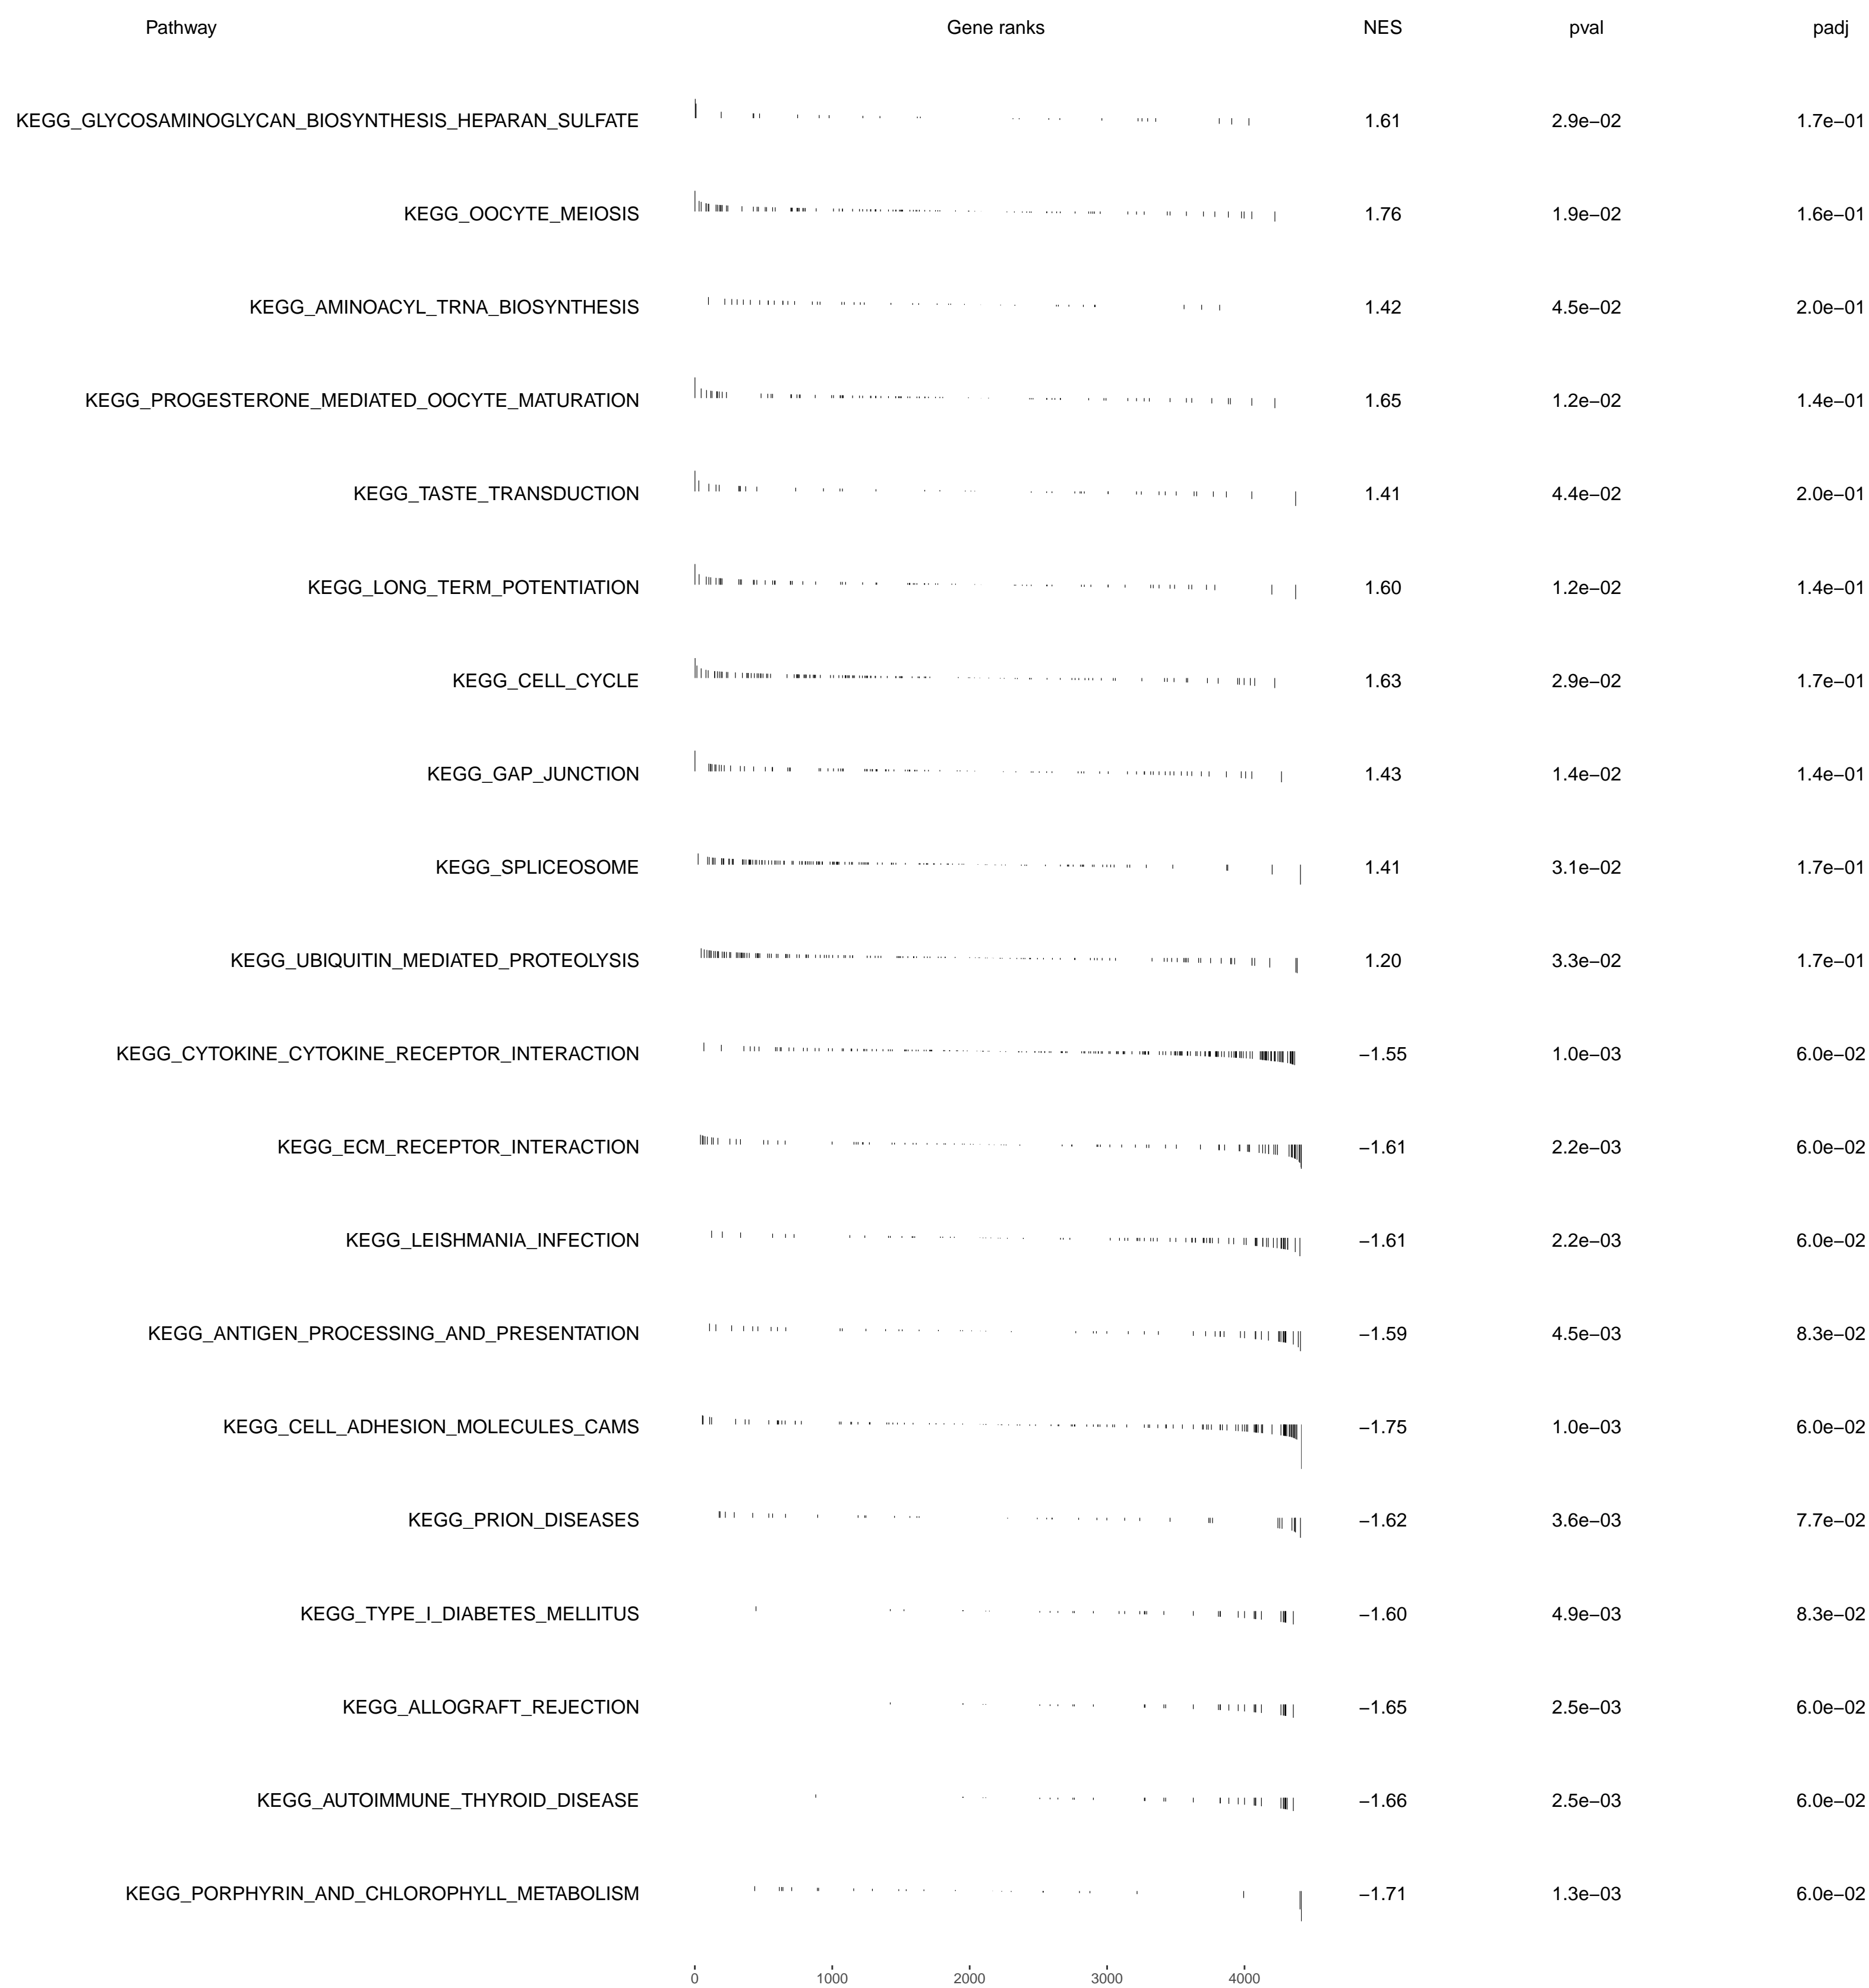 Pathway Gene ranks NES pval padj
KEGG_GLYCOSAMINOGLYCAN_BIOSYNTHESIS_HEPARAN_SULFATE 1.61 2.9e−02 1.7e−01
KEGG_OOCYTE_MEIOSIS 1.76 1.9e−02 1.6e−01
KEGG_AMINOACYL_TRNA_BIOSYNTHESIS 1.42 4.5e−02 2.0e−01
KEGG_PROGESTERONE_MEDIATED_OOCYTE_MATURATION 1.65 1.2e−02 1.4e−01
KEGG_TASTE_TRANSDUCTION 1.41 4.4e−02 2.0e−01
KEGG_LONG_TERM_POTENTIATION 1.60 1.2e−02 1.4e−01
KEGG_CELL_CYCLE 1.63 2.9e−02 1.7e−01
KEGG_GAP_JUNCTION 1.43 1.4e−02 1.4e−01
KEGG_SPLICEOSOME 1.41 3.1e−02 1.7e−01
KEGG_UBIQUITIN_MEDIATED_PROTEOLYSIS 1.20 3.3e−02 1.7e−01
KEGG_CYTOKINE_CYTOKINE_RECEPTOR_INTERACTION −1.55 1.0e−03 6.0e−02
KEGG_ECM_RECEPTOR_INTERACTION −1.61 2.2e−03 6.0e−02
KEGG_LEISHMANIA_INFECTION −1.61 2.2e−03 6.0e−02
KEGG_ANTIGEN_PROCESSING_AND_PRESENTATION −1.59 4.5e−03 8.3e−02
KEGG_CELL_ADHESION_MOLECULES_CAMS −1.75 1.0e−03 6.0e−02
KEGG_PRION_DISEASES −1.62 3.6e−03 7.7e−02
KEGG_TYPE_I_DIABETES_MELLITUS −1.60 4.9e−03 8.3e−02
KEGG_ALLOGRAFT_REJECTION −1.65 2.5e−03 6.0e−02
KEGG_AUTOIMMUNE_THYROID_DISEASE −1.66 2.5e−03 6.0e−02
KEGG_PORPHYRIN_AND_CHLOROPHYLL_METABOLISM −1.71 1.3e−03 6.0e−02
0 1000 2000 3000 4000